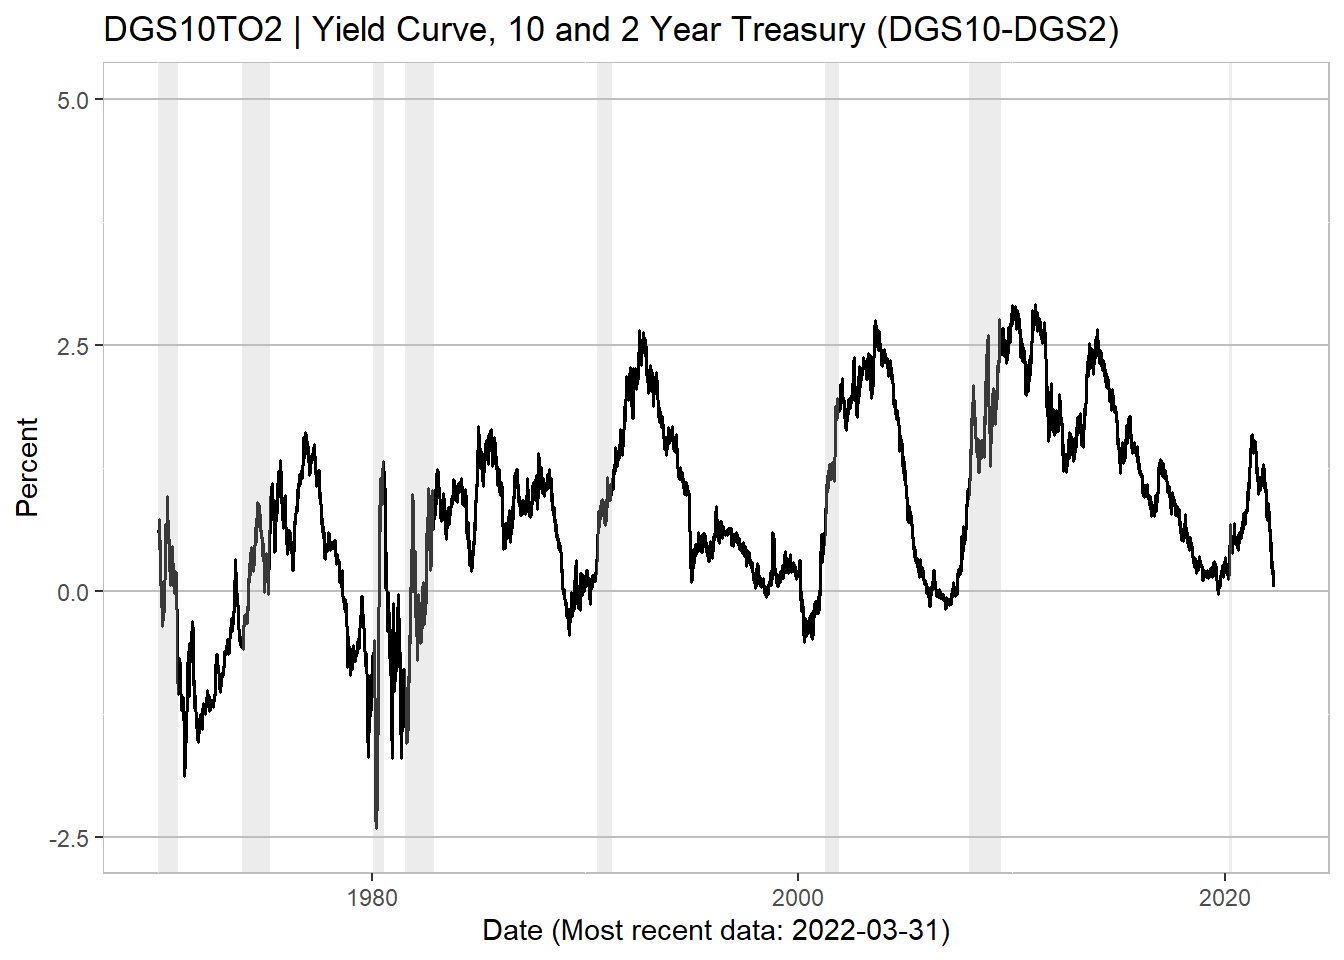 DGS10TO2 | Yield Curve, 10 and 2 Year Treasury (DGS10-DGS2)
5.0
2.5
0.0
-2.5
Percent
1980
2000
2020
Date (Most recent data: 2022-03-31)